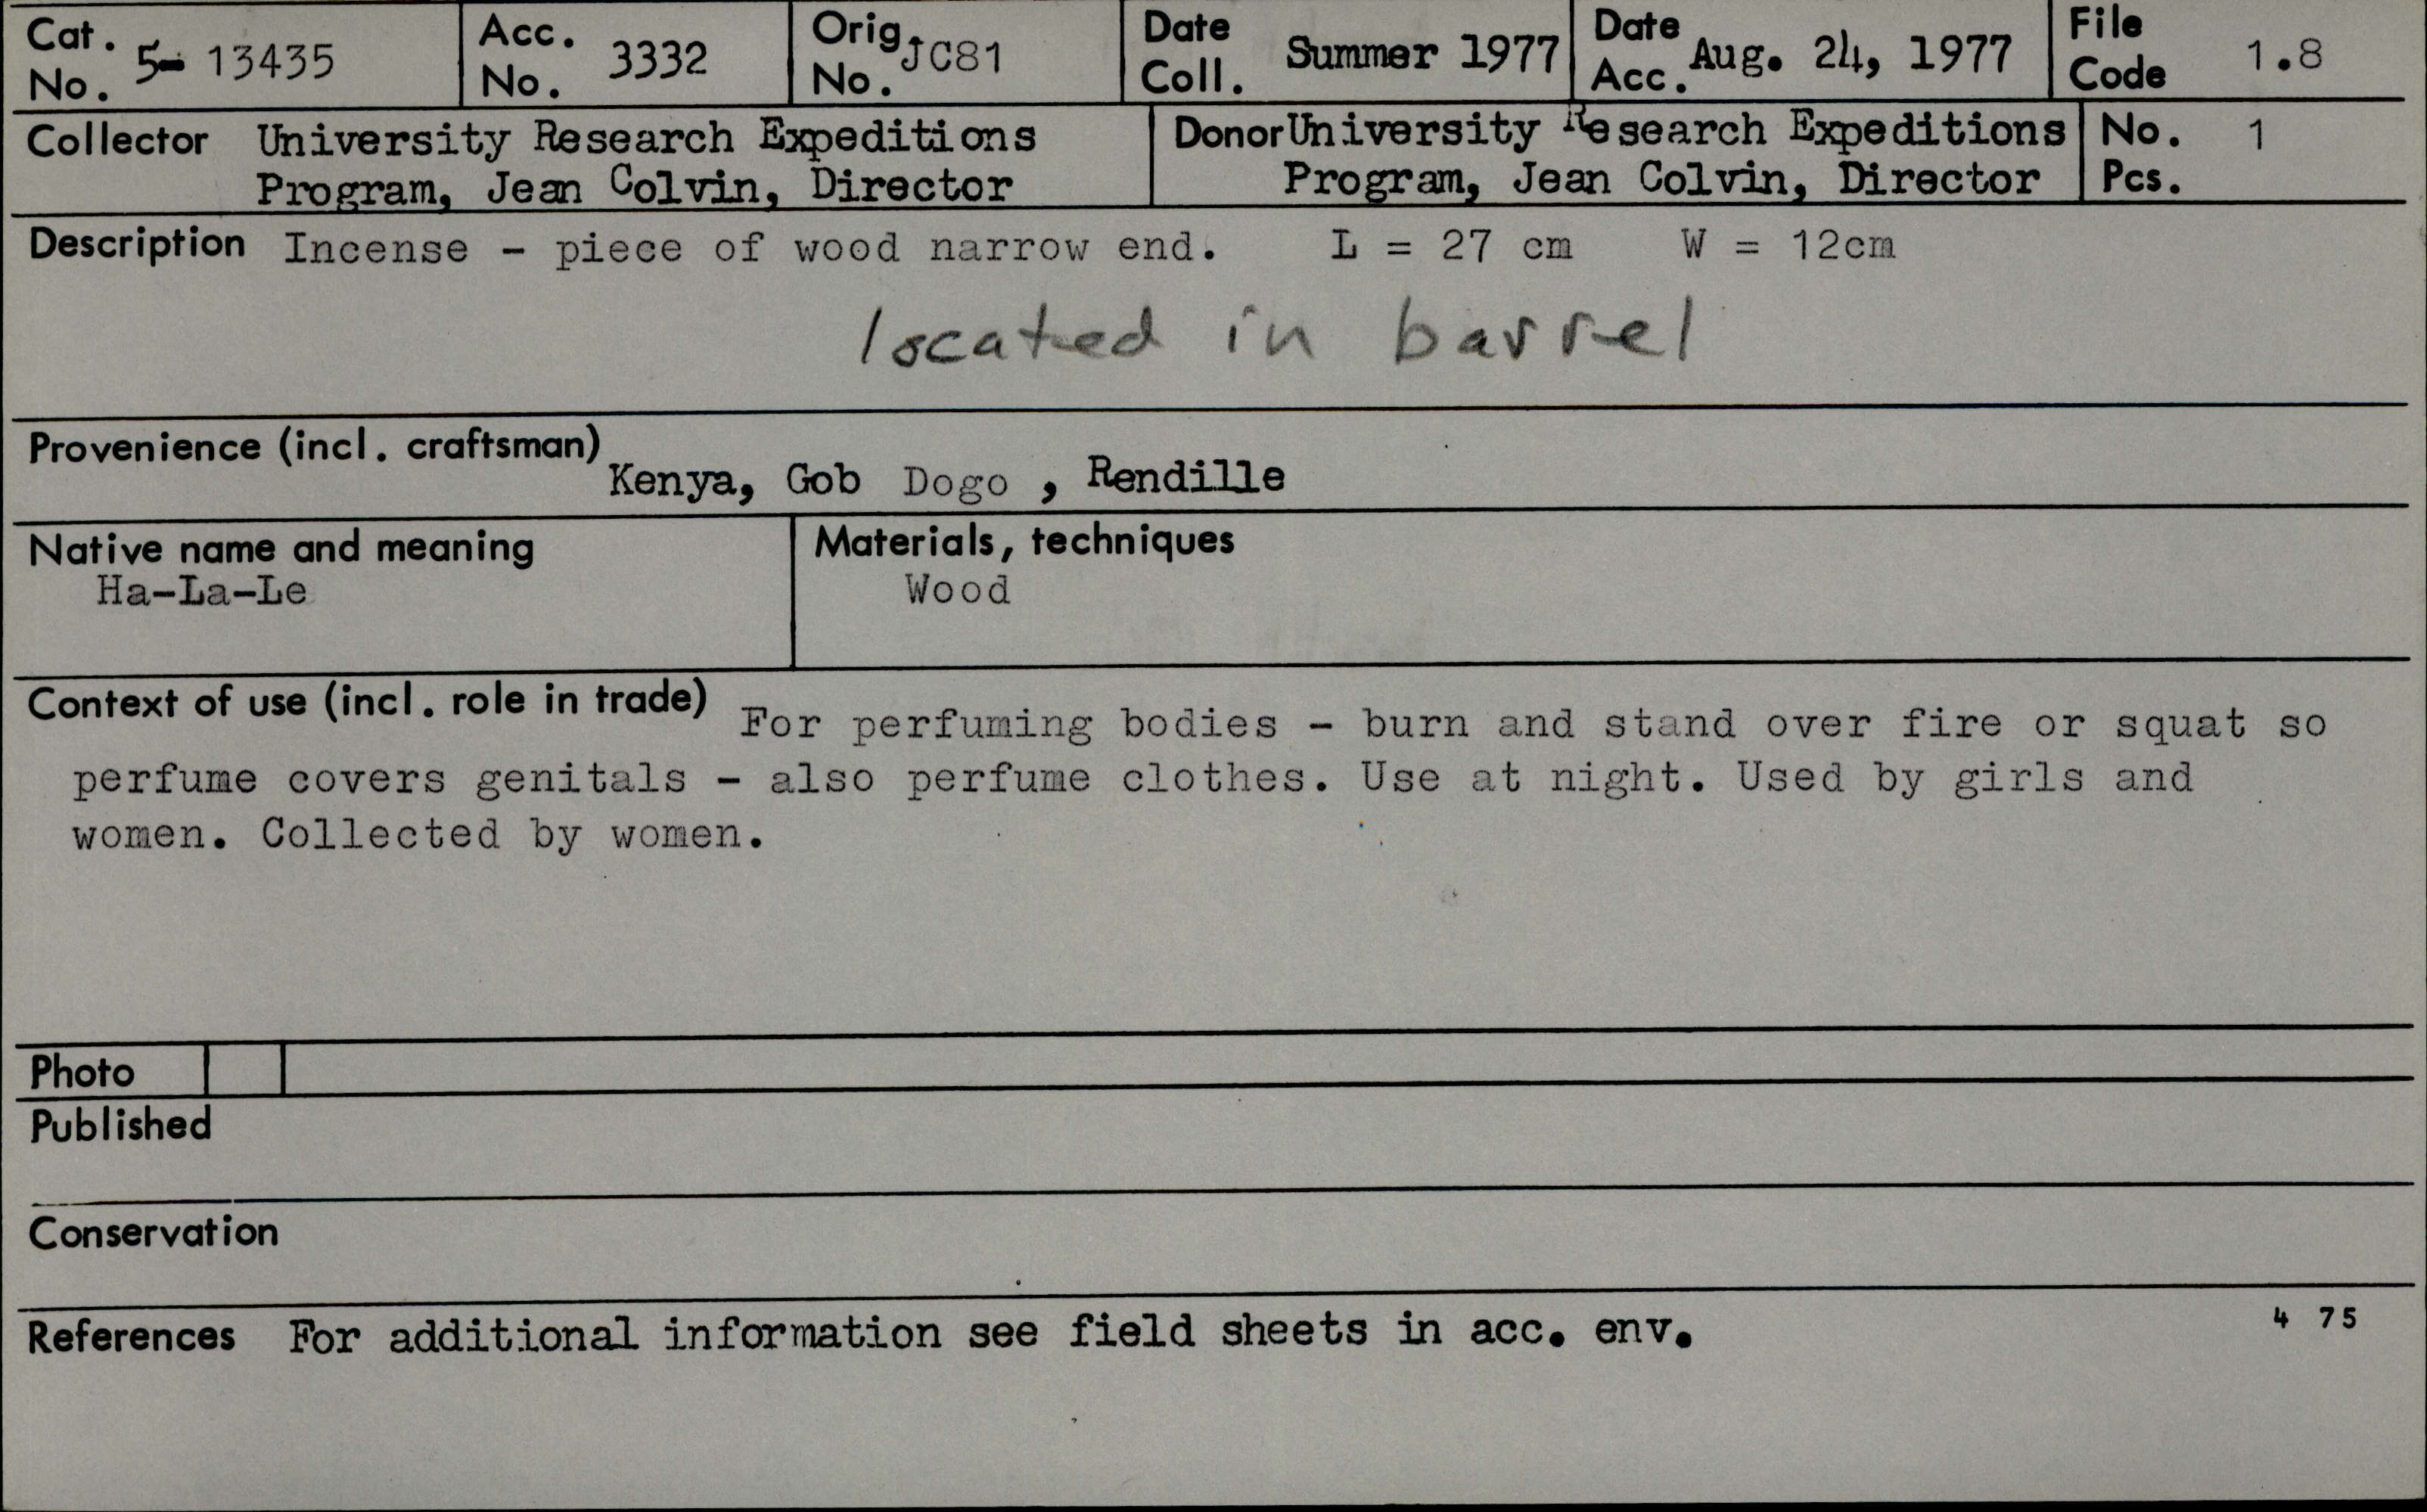 Cat. No. 5- 13435
Acc. No. 3332
Orig. No. JC81
Date Coll. Summer 1977
Date Acc. Aug. 24, 1977
File Code 1.8
Collector University Research Expeditions
Program, Jean Colvin, Director
Donor University Research Expeditions
Program, Jean Colvin, Director
No. Pcs. 1
Description Incense - piece of wood narrow end. L = 27 cm W = 12cm
located in barrel
Provenience (incl. craftsman)
Kenya, Gob Dogo , Rendille
Native name and meaning
Ha-La-Le
Materials, techniques
Wood
Context of use (incl. role in trade) For perfuming bodies - burn and stand over fire or squat so
perfume covers genitals - also perfume clothes. Use at night. Used by girls and
women. Collected by women.
Photo
Published
Conservation
References For additional information see field sheets in acc. env.
4 75